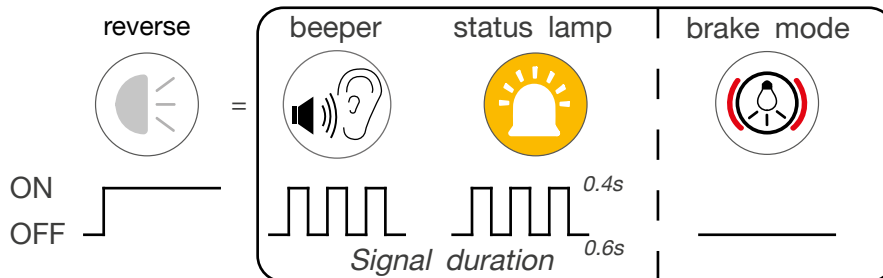 reverse beeper status lamp brake mode
=
ON 0.4s
OFF 0.6s
Signal duration